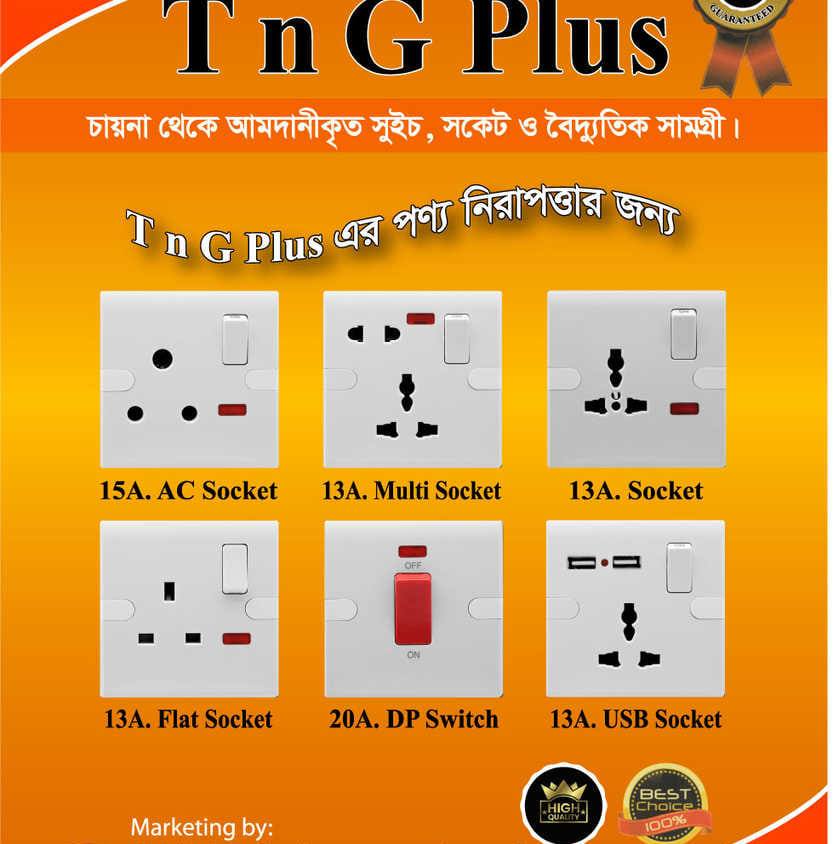 T n G Plus
GUARANTEED
চায়না থেকে আমদানীকৃত সুইচ, সকেট ও বৈদ্যুতিক সামগ্রী।
T n G Plus এর পণ্য নিরাপত্তার জন্য
15A. AC Socket
13A. Multi Socket
13A. Socket
OFF
ON
13A. Flat Socket
20A. DP Switch
13A. USB Socket
HIGH
QUALITY
BEST
Choice
100%
Marketing by: